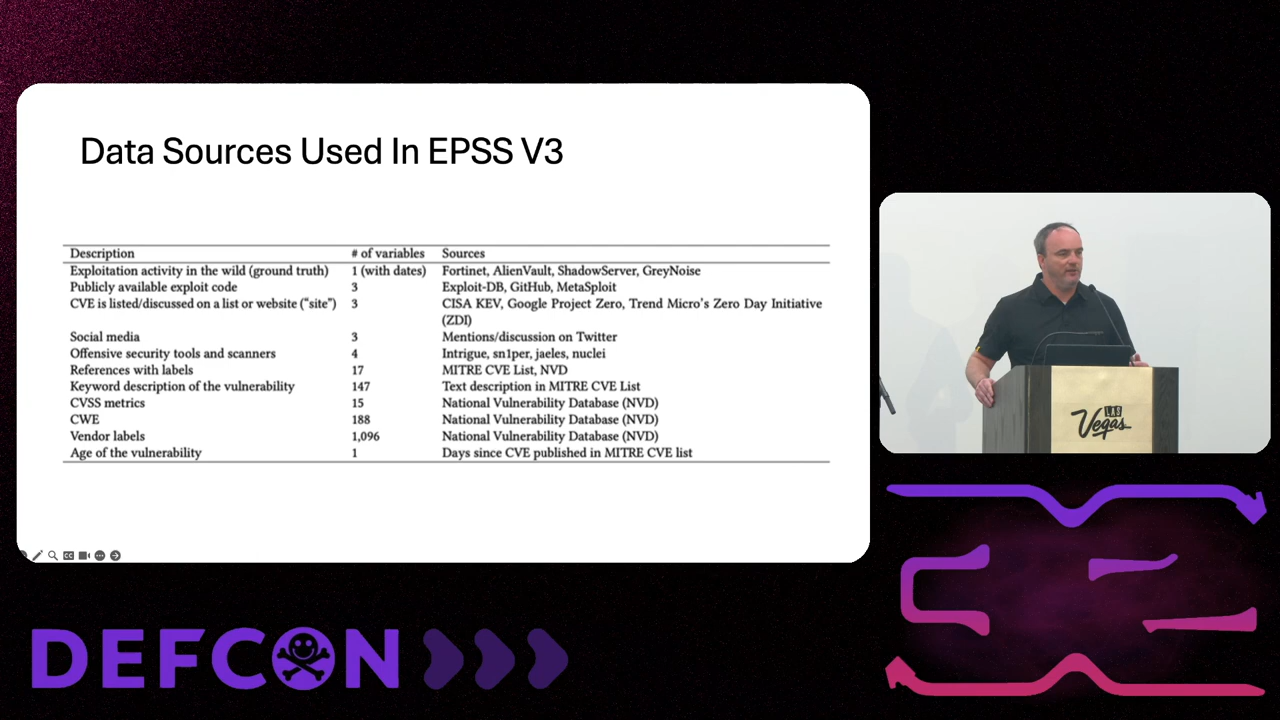 Data Sources Used In EPSS V3
Description # of variables Sources
Exploitation activity in the wild (ground truth) 1 (with dates) Fortinet, AlienVault, ShadowServer, GreyNoise
Publicly available exploit code 3 Exploit-DB, GitHub, MetaSploit
CVE is listed/discussed on a list or website (“site”) 3 CISA KEV, Google Project Zero, Trend Micro’s Zero Day Initiative
(ZDI)
Social media 3 Mentions/discussion on Twitter
Offensive security tools and scanners 4 Intrigue, sn1per, jaeles, nuclei
References with labels 17 MITRE CVE List, NVD
Keyword description of the vulnerability 147 Text description in MITRE CVE List
CVSS metrics 15 National Vulnerability Database (NVD)
CWE 188 National Vulnerability Database (NVD)
Vendor labels 1,096 National Vulnerability Database (NVD)
Age of the vulnerability 1 Days since CVE published in MITRE CVE list
LAS
Vegas
DEFCON